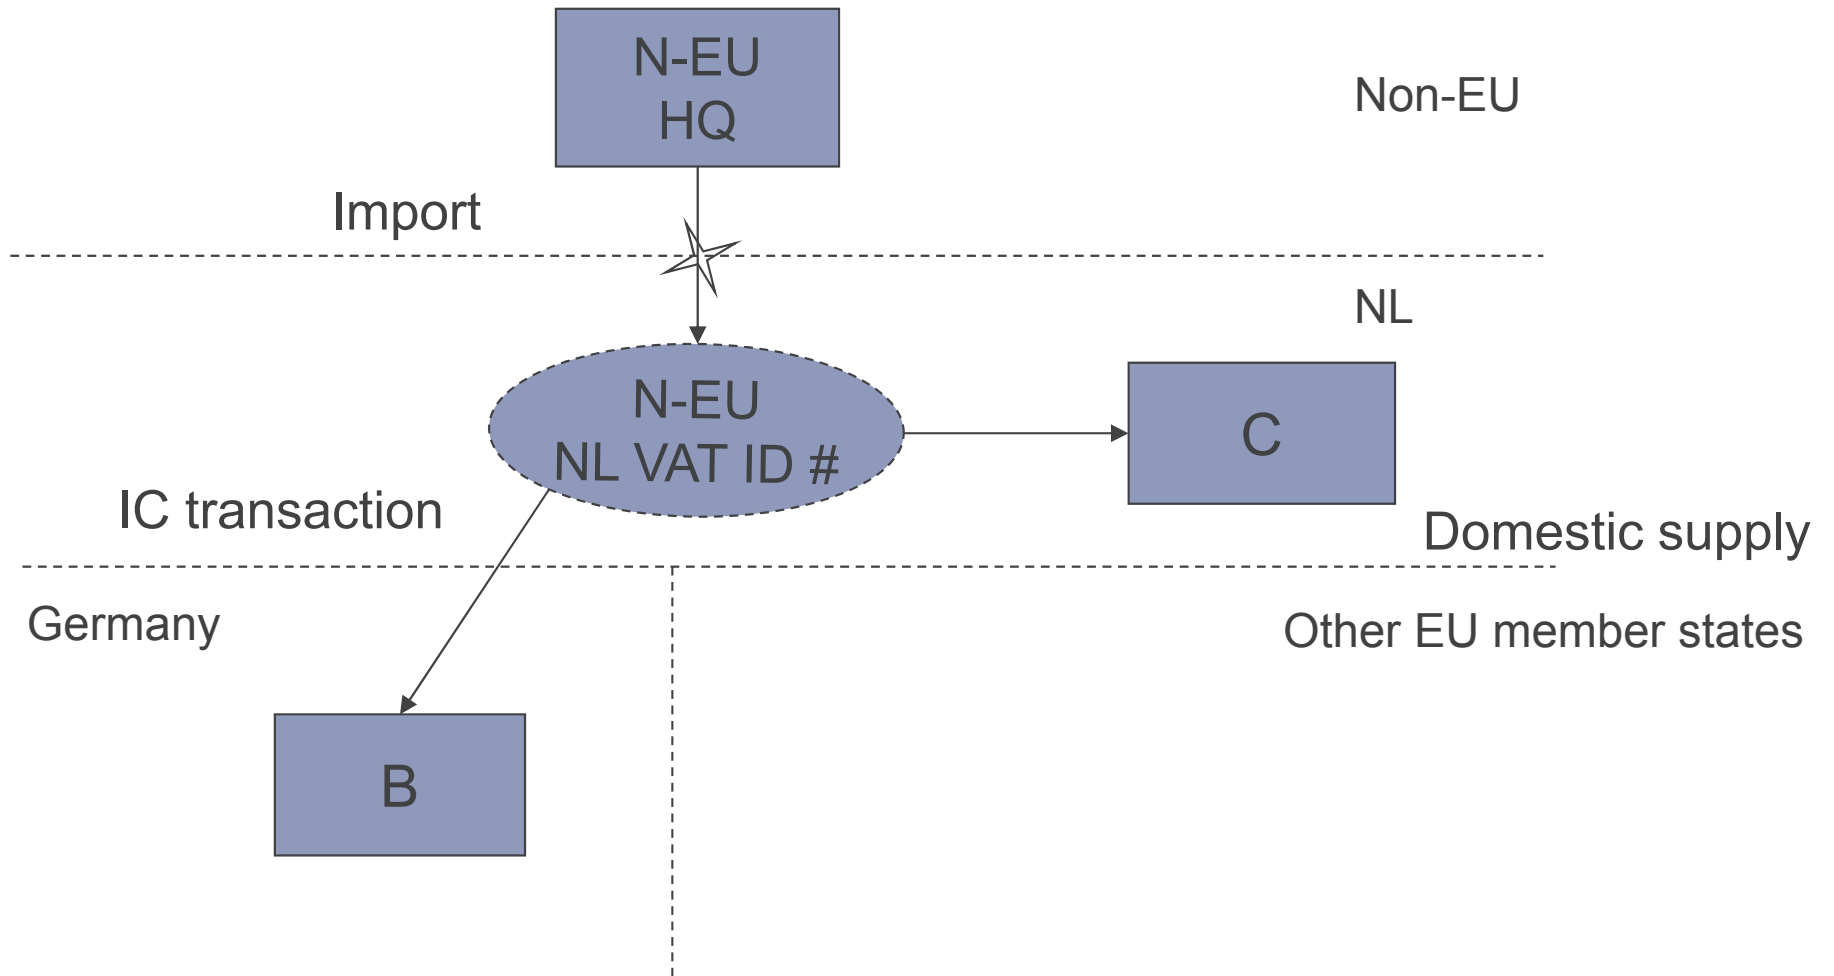 N-EU
HQ
Non-EU
Import
NL
N-EU
NL VAT ID #
C
IC transaction
Domestic supply
Germany
Other EU member states
B